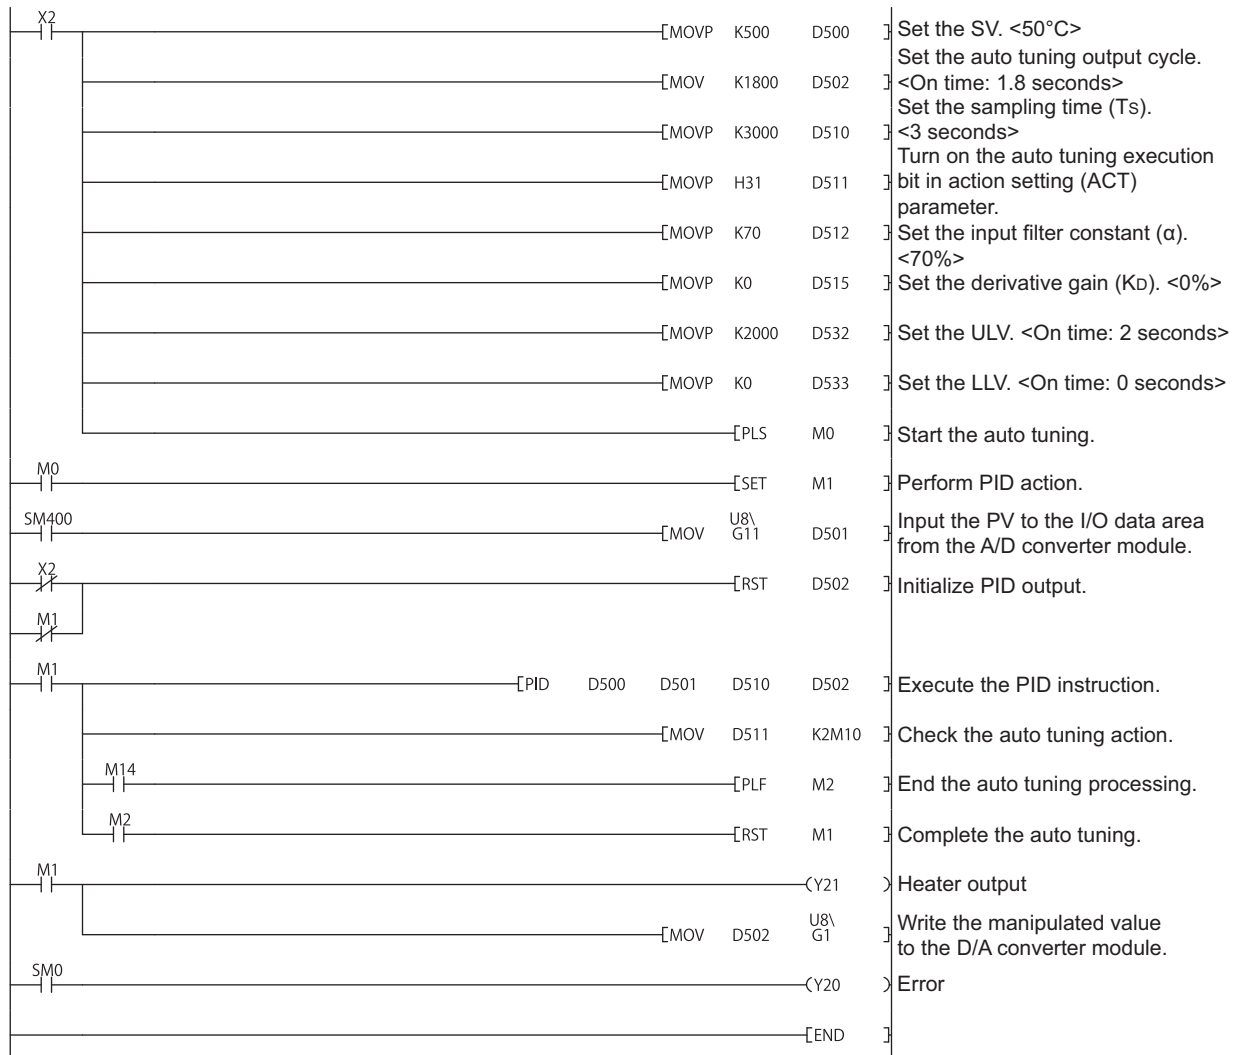 X2
[MOVP K500 D500 ] Set the SV. <50°C>
Set the auto tuning output cycle.
[MOV K1800 D502 ] <On time: 1.8 seconds>
Set the sampling time (Ts).
[MOVP K3000 D510 ] <3 seconds>
Turn on the auto tuning execution
[MOVP H31 D511 ] bit in action setting (ACT)
parameter.
[MOVP K70 D512 ] Set the input filter constant (α).
<70%>
[MOVP K0 D515 ] Set the derivative gain (KD). <0%>
[MOVP K2000 D532 ] Set the ULV. <On time: 2 seconds>
[MOVP K0 D533 ] Set the LLV. <On time: 0 seconds>
[PLS M0 ] Start the auto tuning.
M0
[SET M1 ] Perform PID action.
SM400
U8\
[MOV G11 D501 ] Input the PV to the I/O data area
from the A/D converter module.
X2
[RST D502 ] Initialize PID output.
M1
M1
[PID D500 D501 D510 D502 ] Execute the PID instruction.
[MOV D511 K2M10 ] Check the auto tuning action.
M14
[PLF M2 ] End the auto tuning processing.
M2
[RST M1 ] Complete the auto tuning.
M1
(Y21 ) Heater output
U8\
[MOV D502 G1 ] Write the manipulated value
to the D/A converter module.
SM0
(Y20 ) Error
[END ]